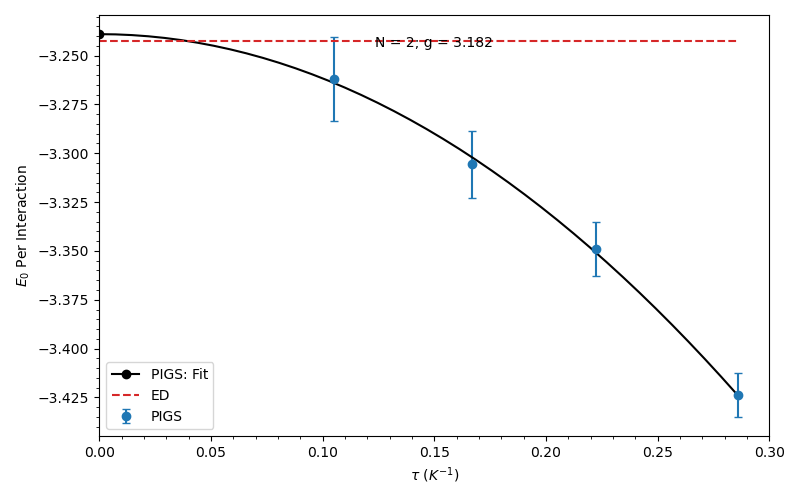 N = 2; g = 3.182
−3.250
−3.275
−3.300
−3.325
−3.350
−3.375
−3.400
−3.425
E₀ Per Interaction
PIGS: Fit
ED
PIGS
0.00 0.05 0.10 0.15 0.20 0.25 0.30
τ (K⁻¹)